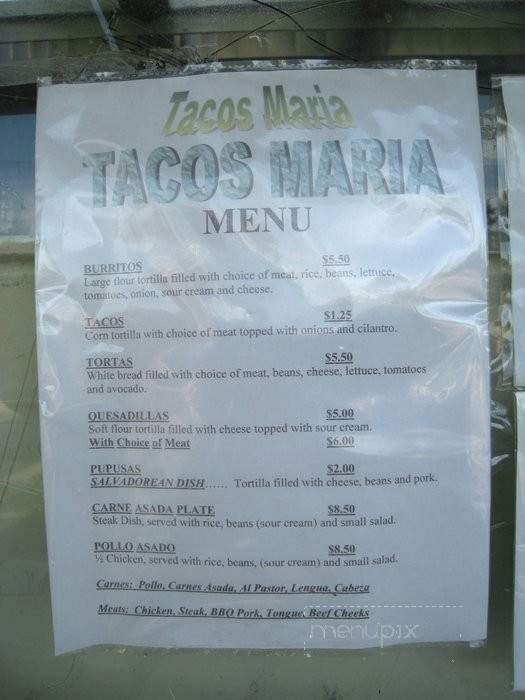 Tacos Maria
TACOS MARIA
MENU
BURRITOS $5.50
Large flour tortilla filled with choice of meat, rice, beans, lettuce,
tomatoes, onion, sour cream and cheese.
TACOS $1.25
Corn tortilla with choice of meat topped with onions and cilantro.
TORTAS $5.50
White bread filled with choice of meat, beans, cheese, lettuce, tomatoes
and avocado.
QUESADILLAS $5.00
Soft flour tortilla filled with cheese topped with sour cream.
With Choice of Meat $6.00
PUPUSAS $2.00
SALVADOREAN DISH...... Tortilla filled with cheese, beans and pork.
CARNE ASADA PLATE $8.50
Steak Dish, served with rice, beans (sour cream) and small salad.
POLLO ASADO $8.50
½ Chicken, served with rice, beans, (sour cream) and small salad.
Carnes: Pollo, Carnes Asada, Al Pastor, Lengua, Cabeza
Meats: Chicken, Steak, BBQ Pork, Tongue, Beef Cheeks
menupix